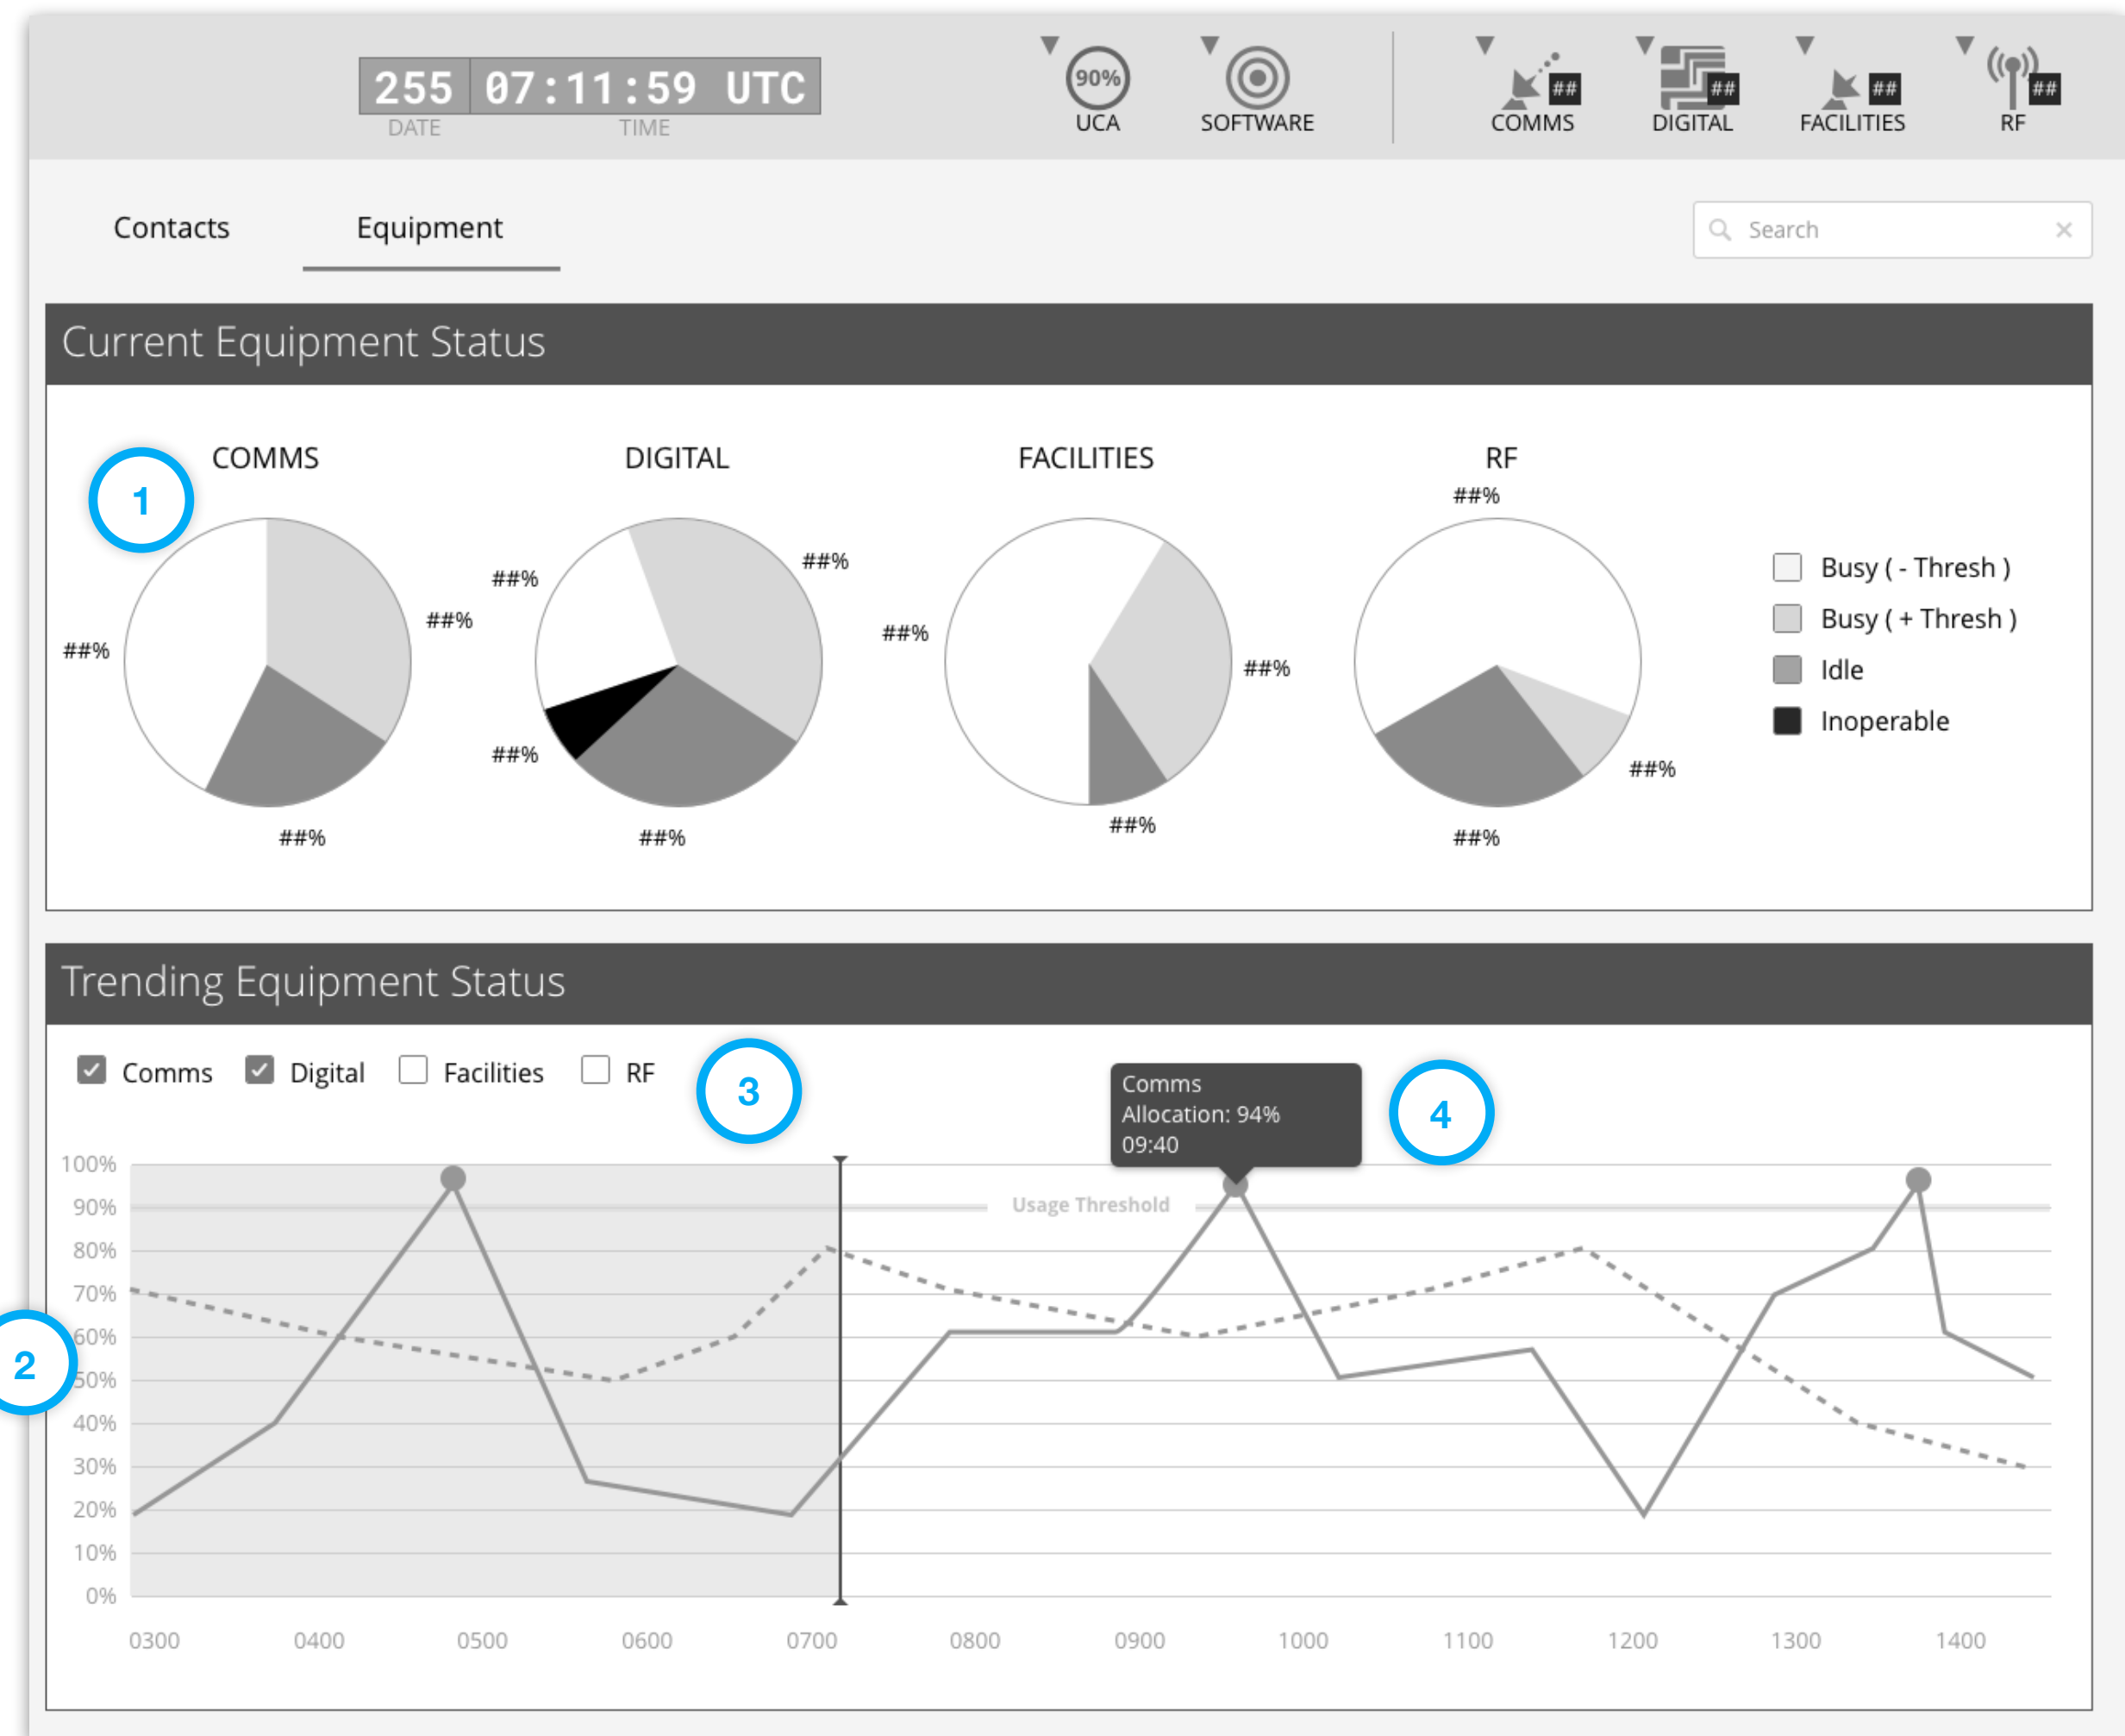 255 07:11:59 UTC
DATE TIME
90%
UCA SOFTWARE
## ## ## ##
COMMS DIGITAL FACILITIES RF
Contacts Equipment
Search
Current Equipment Status
1
COMMS
##%
##%
##%
DIGITAL
##%
##%
##%
##%
FACILITIES
##%
##%
##%
RF
##%
##%
##%
Busy ( - Thresh )
Busy ( + Thresh )
Idle
Inoperable
Trending Equipment Status
Comms Digital Facilities RF
3
Comms
Allocation: 94%
09:40
4
Usage Threshold
100%
90%
80%
70%
60%
2
50%
40%
30%
20%
10%
0%
0300 0400 0500 0600 0700 0800 0900 1000 1100 1200 1300 1400